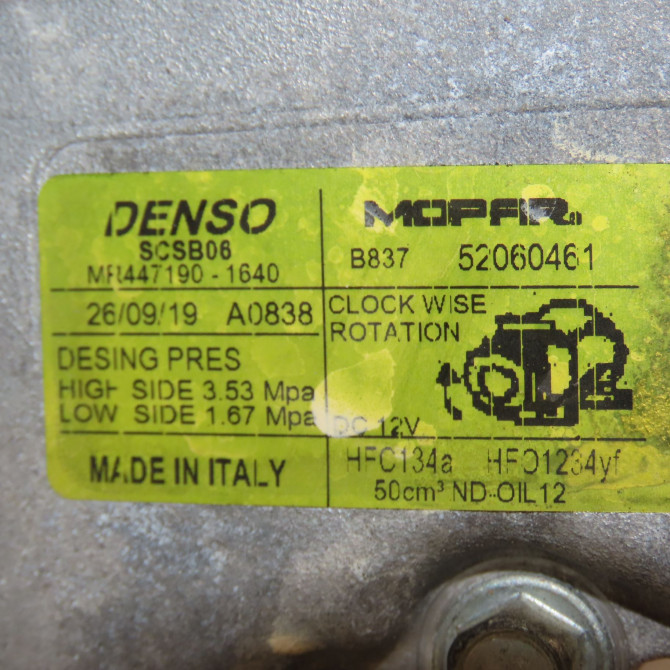 DENSO
SCSB06
MFR447190-1640
26/09/19 A0838
DESING PRES
HIGH SIDE 3.53 Mpa
LOW SIDE 1.67 Mpa
MADE IN ITALY
MOPAR
B837 52060461
CLOCK WISE
ROTATION
DC 12V
HFC134a HFO1234yf
50cm³ ND-OIL12